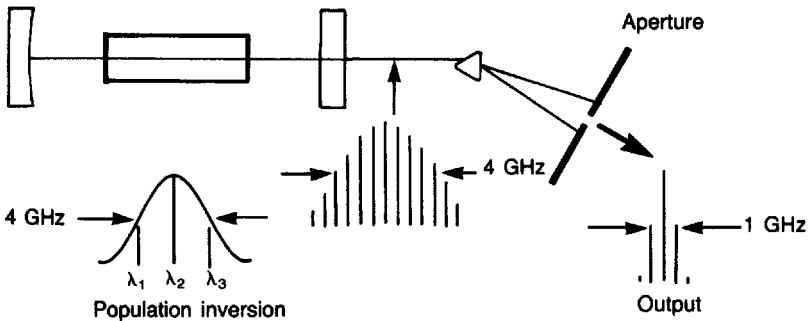 Aperture
4 GHz
4 GHz
1 GHz
λ1 λ2 λ3
Population inversion
Output